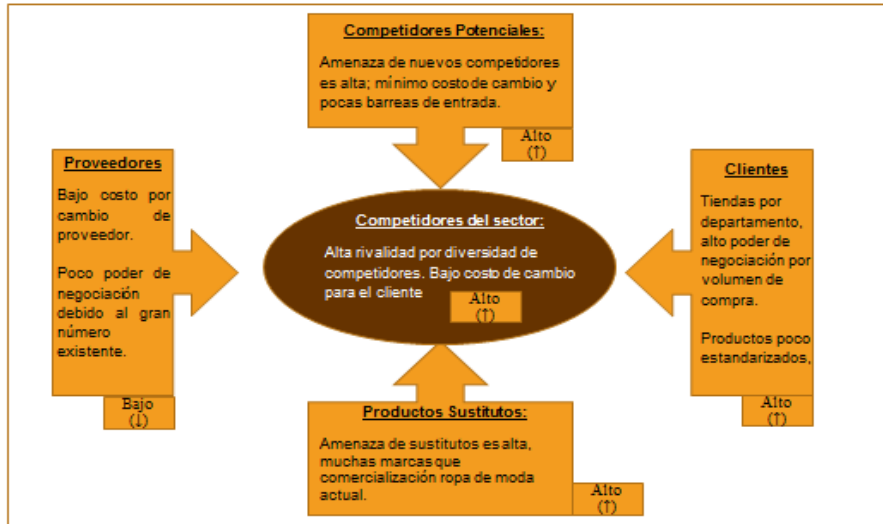 Competidores Potenciales:
Amenaza de nuevos competidores
es alta; mínimo costo de cambio y
pocas barreas de entrada.
Alto
(↑)
Proveedores
Bajo costo por
cambio de
proveedor.
Poco poder de
negociación
debido al gran
número
existente.
Bajo
(↓)
Competidores del sector:
Alta rivalidad por diversidad de
competidores. Bajo costo de cambio
para el cliente
Alto
(↑)
Clientes
Tiendas por
departamento,
alto poder de
negociación por
volumen de
compra.
Productos poco
estandarizados,
Alto
(↑)
Productos Sustitutos:
Amenaza de sustitutos es alta,
muchas marcas que
comercialización ropa de moda
actual.
Alto
(↑)